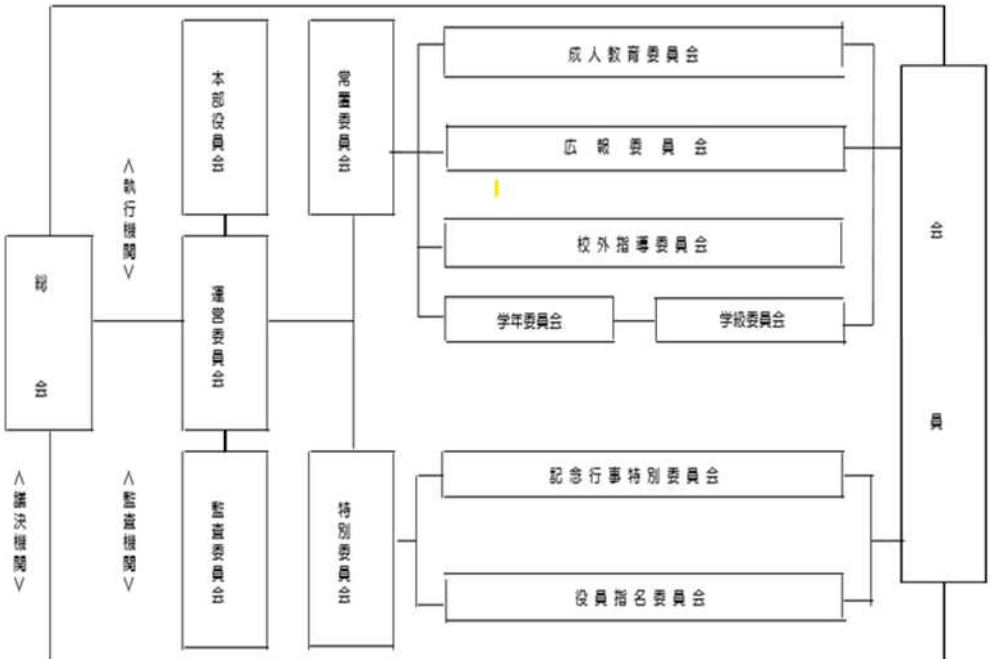 総会
<議決機関>
<執行機関>
<監査機関>
本部役員会
運営委員会
監査委員会
常置委員会
特別委員会
成人教育委員会
広報委員会
校外指導委員会
学年委員会
学級委員会
記念行事特別委員会
役員指名委員会
会員